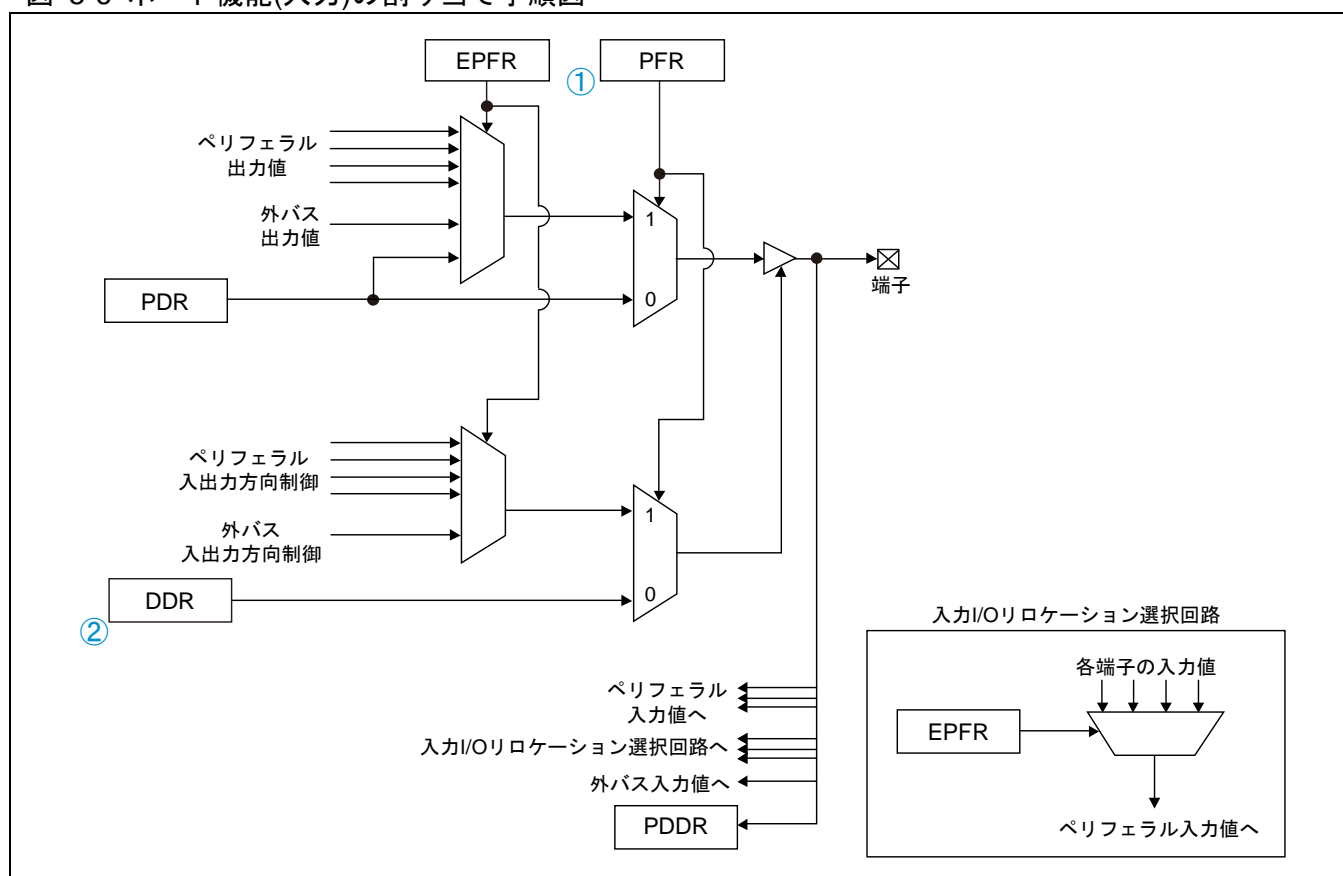 EPFR
PFR
①
ペリフェラル
出力値
外バス
出力値
1
0
PDR
端子
ペリフェラル
入出力方向制御
外バス
入出力方向制御
1
0
DDR
②
ペリフェラル
入力値へ
入力I/Oリロケーション選択回路へ
外バス入力値へ
PDDR
入力I/Oリロケーション選択回路
各端子の入力値
EPFR
ペリフェラル入力値へ